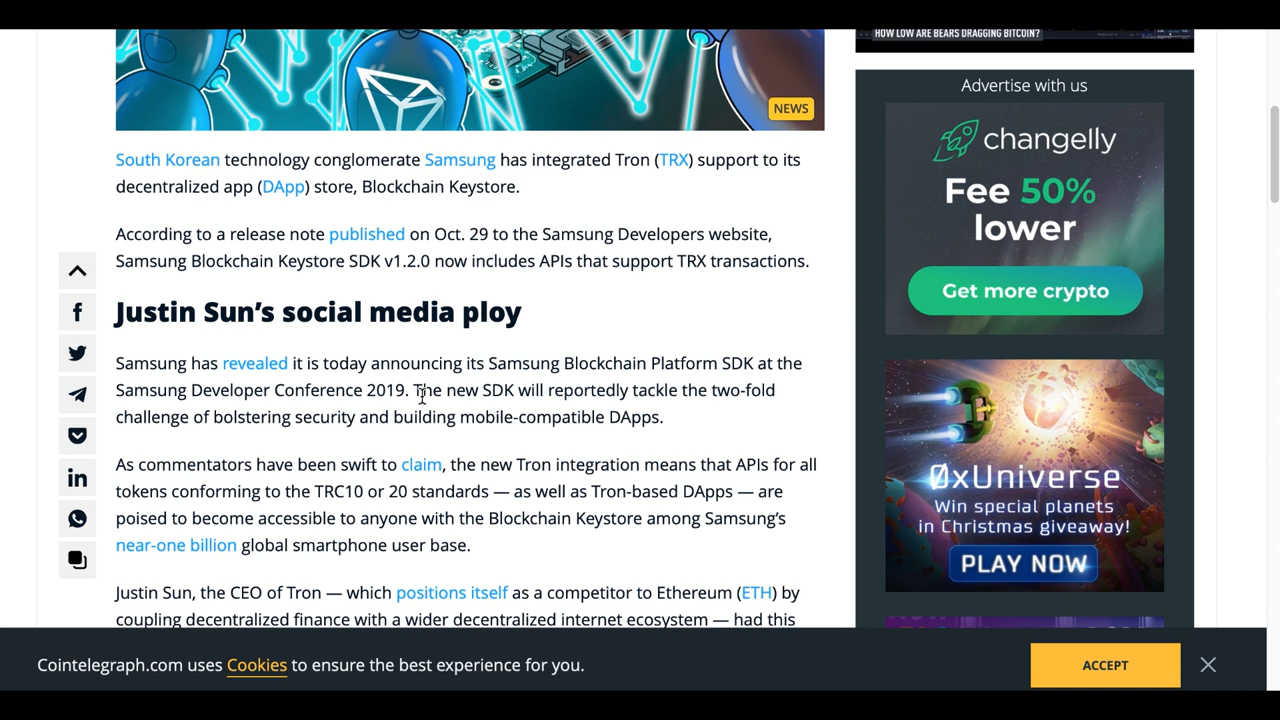 HOW LOW ARE BEARS DRAGGING BITCOIN?
NEWS
South Korean technology conglomerate Samsung has integrated Tron (TRX) support to its
decentralized app (DApp) store, Blockchain Keystore.
According to a release note published on Oct. 29 to the Samsung Developers website,
Samsung Blockchain Keystore SDK v1.2.0 now includes APIs that support TRX transactions.
Justin Sun’s social media ploy
Samsung has revealed it is today announcing its Samsung Blockchain Platform SDK at the
Samsung Developer Conference 2019. The new SDK will reportedly tackle the two-fold
challenge of bolstering security and building mobile-compatible DApps.
As commentators have been swift to claim, the new Tron integration means that APIs for all
tokens conforming to the TRC10 or 20 standards — as well as Tron-based DApps — are
poised to become accessible to anyone with the Blockchain Keystore among Samsung’s
near-one billion global smartphone user base.
Justin Sun, the CEO of Tron — which positions itself as a competitor to Ethereum (ETH) by
coupling decentralized finance with a wider decentralized internet ecosystem — had this
Advertise with us
changelly
Fee 50%
lower
Get more crypto
0xUniverse
Win special planets
in Christmas giveaway!
PLAY NOW
Cointelegraph.com uses Cookies to ensure the best experience for you.
ACCEPT